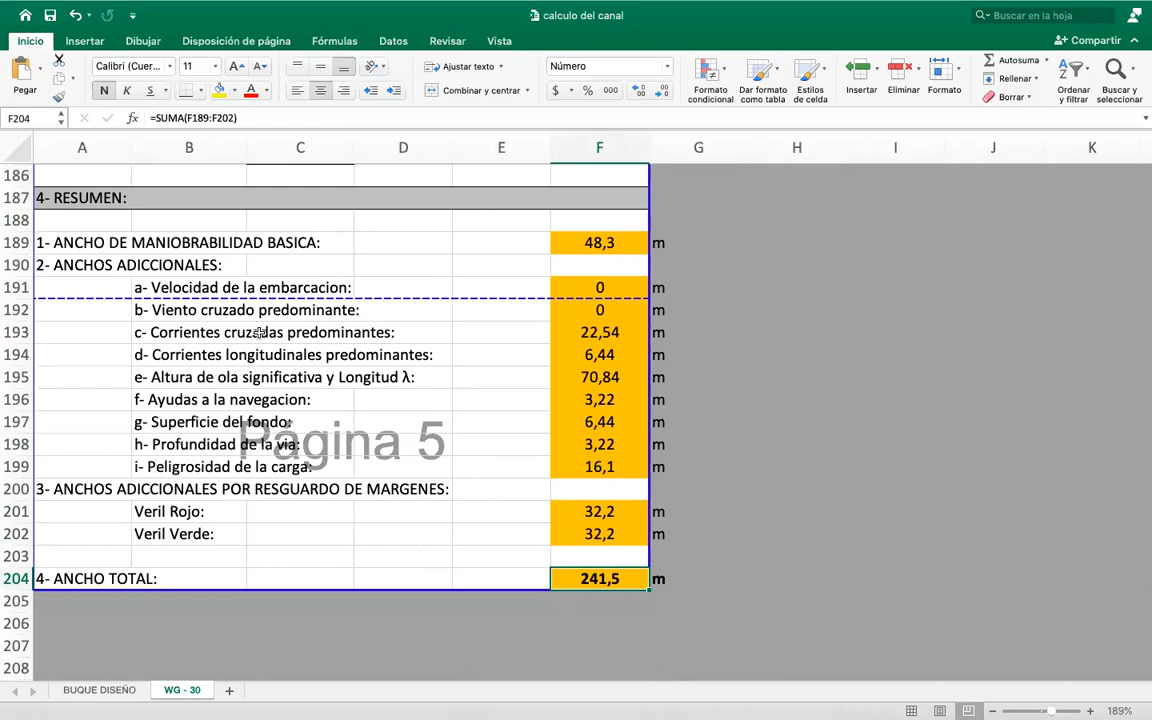 calculo del canal
Buscar en la hoja
Inicio
Insertar
Dibujar
Disposición de página
Fórmulas
Datos
Revisar
Vista
Compartir
Pegar
Calibri (Cuer...
11
N K S
Ajustar texto
Combinar y centrar
Número
$ % 000
Formato condicional
Dar formato como tabla
Estilos de celda
Insertar
Eliminar
Formato
Autosuma
Rellenar
Borrar
Ordenar y filtrar
Buscar y seleccionar
F204
fx =SUMA(F189:F202)
A B C D E F G H I J K
186
187 4- RESUMEN:
188
189 1- ANCHO DE MANIOBRABILIDAD BASICA: 48,3 m
190 2- ANCHOS ADICCIONALES:
191 a- Velocidad de la embarcacion: 0 m
192 b- Viento cruzado predominante: 0 m
193 c- Corrientes cruzadas predominantes: 22,54 m
194 d- Corrientes longitudinales predominantes: 6,44 m
195 e- Altura de ola significativa y Longitud λ: 70,84 m
196 f- Ayudas a la navegacion: 3,22 m
197 g- Superficie del fondo: 6,44 m
198 h- Profundidad de la via: 3,22 m
Página 5
199 i- Peligrosidad de la carga: 16,1 m
200 3- ANCHOS ADICCIONALES POR RESGUARDO DE MARGENES:
201 Veril Rojo: 32,2 m
202 Veril Verde: 32,2 m
203
204 4- ANCHO TOTAL: 241,5 m
205
206
207
208
BUQUE DISEÑO
WG - 30
189%